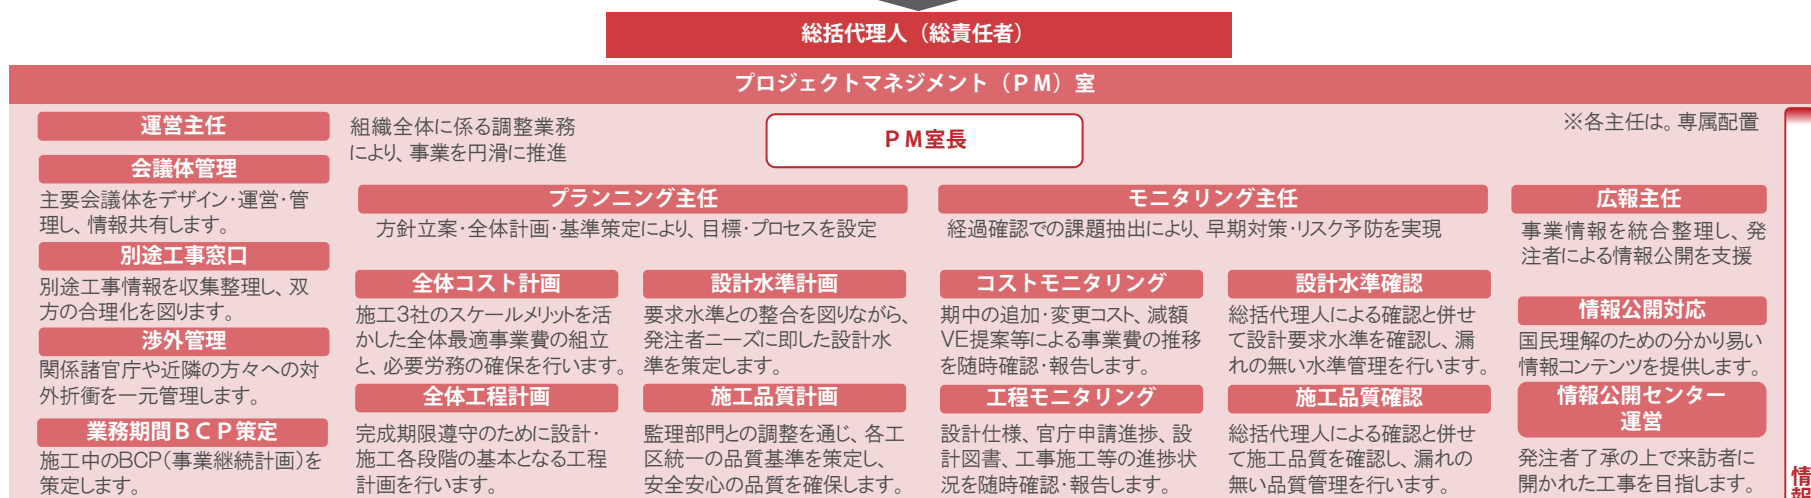 総括代理人（総責任者）
プロジェクトマネジメント（ＰＭ）室
運営主任
組織全体に係る調整業務
により、事業を円滑に推進
ＰＭ室長
※各主任は。専属配置
会議体管理
主要会議体をデザイン・運営・管
理し、情報共有します。
別途工事窓口
別途工事情報を収集整理し、双
方の合理化を図ります。
渉外管理
関係諸官庁や近隣の方々への対
外折衝を一元管理します。
業務期間ＢＣＰ策定
施工中のBCP（事業継続計画）を
策定します。
プランニング主任
方針立案・全体計画・基準策定により、目標・プロセスを設定
全体コスト計画
施工3社のスケールメリットを活
かした全体最適事業費の組立
と、必要労務の確保を行います。
全体工程計画
完成期限遵守のために設計・
施工各段階の基本となる工程
計画を行います。
設計水準計画
要求水準との整合を図りながら、
発注者ニーズに即した設計水
準を策定します。
施工品質計画
監理部門との調整を通じ、各工
区統一の品質基準を策定し、
安全安心の品質を確保します。
モニタリング主任
経過確認での課題抽出により、早期対策・リスク予防を実現
コストモニタリング
期中の追加・変更コスト、減額
VE提案等による事業費の推移
を随時確認・報告します。
工程モニタリング
設計仕様、官庁申請進捗、設
計図書、工事施工等の進捗状
況を随時確認・報告します。
設計水準確認
総括代理人による確認と併せ
て設計要求水準を確認し、漏
れの無い水準管理を行います。
施工品質確認
総括代理人による確認と併せ
て施工品質を確認し、漏れの
無い品質管理を行います。
広報主任
事業情報を統合整理し、発
注者による情報公開を支援
情報公開対応
国民理解のための分かり易い
情報コンテンツを提供します。
情報公開センター
運営
発注者了承の上で来訪者に
開かれた工事を目指します。
情報